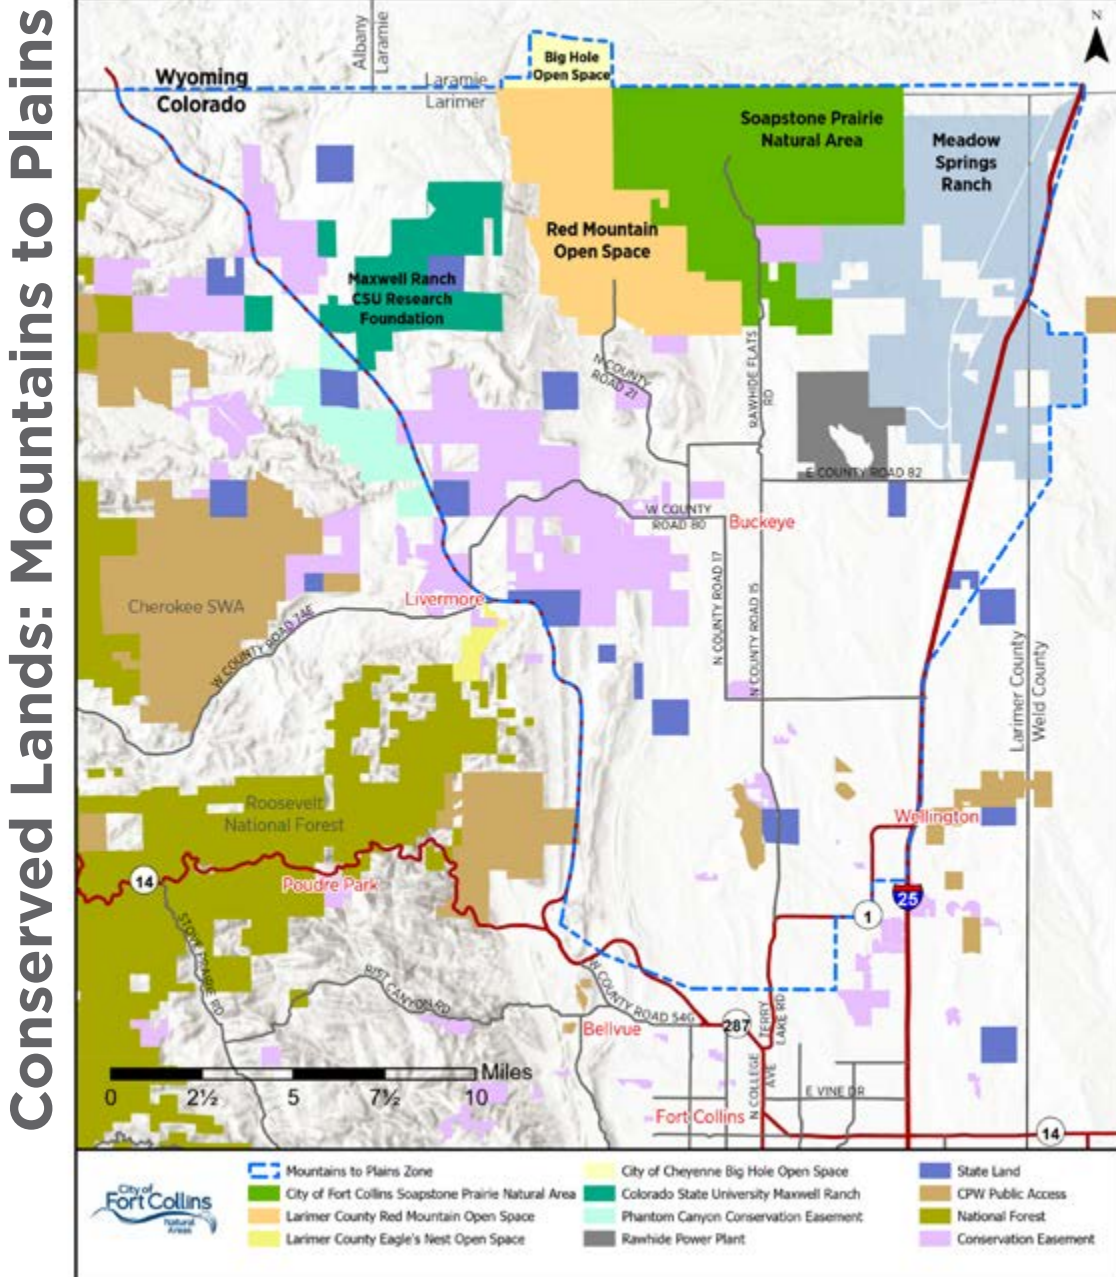 Conserved Lands: Mountains to Plains
N
Albany
Laramie
Big Hole
Open Space
Wyoming
Colorado
Laramie
Larimer
Soapstone Prairie
Natural Area
Meadow
Springs
Ranch
Red Mountain
Open Space
Maxwell Ranch
CSU Research
Foundation
N COUNTY
ROAD 21
RAWHIDE FLATS
RD
E COUNTY ROAD 82
W COUNTY
ROAD 80
Buckeye
N COUNTY ROAD 17
N COUNTY ROAD 15
Livermore
Cherokee SWA
W COUNTY ROAD 74E
Larimer County
Weld County
Roosevelt
National Forest
Wellington
14
Poudre Park
25
1
STOVE PRAIRIE RD
RIST CANYON RD
W COUNTY ROAD 54G
Bellvue
287
TERRY
LAKE RD
N COLLEGE
AVE
E VINE DR
Fort Collins
14
Miles
0 2½ 5 7½ 10
City of
Fort Collins
Natural
Areas
Mountains to Plains Zone
City of Fort Collins Soapstone Prairie Natural Area
Larimer County Red Mountain Open Space
Larimer County Eagle's Nest Open Space
City of Cheyenne Big Hole Open Space
Colorado State University Maxwell Ranch
Phantom Canyon Conservation Easement
Rawhide Power Plant
State Land
CPW Public Access
National Forest
Conservation Easement